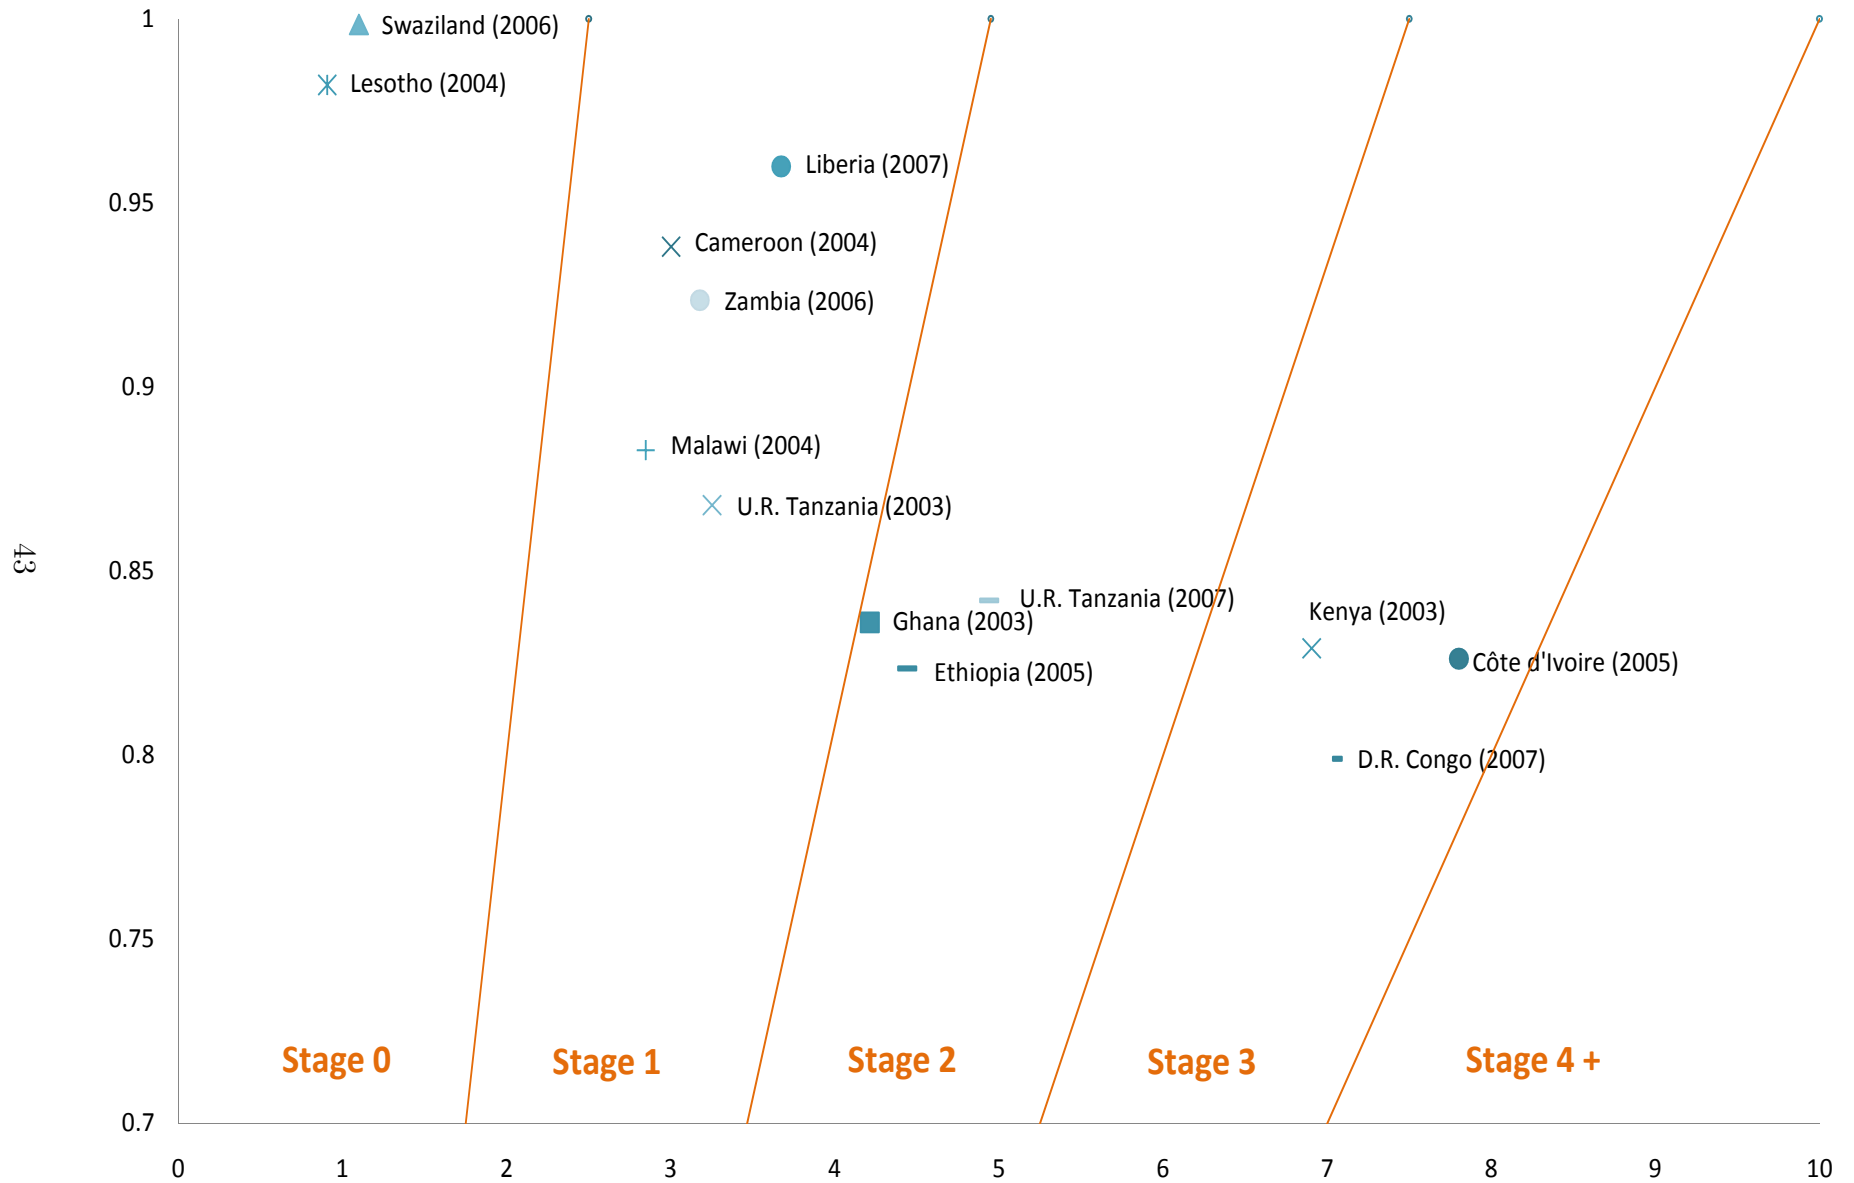 1
Swaziland (2006)
Lesotho (2004)
Liberia (2007)
0.95
Cameroon (2004)
Zambia (2006)
0.9
Malawi (2004)
U.R. Tanzania (2003)
43
0.85
U.R. Tanzania (2007)
Kenya (2003)
Ghana (2003)
Côte d'Ivoire (2005)
Ethiopia (2005)
0.8
D.R. Congo (2007)
0.75
Stage 0
Stage 1
Stage 2
Stage 3
Stage 4 +
0.7
0 1 2 3 4 5 6 7 8 9 10